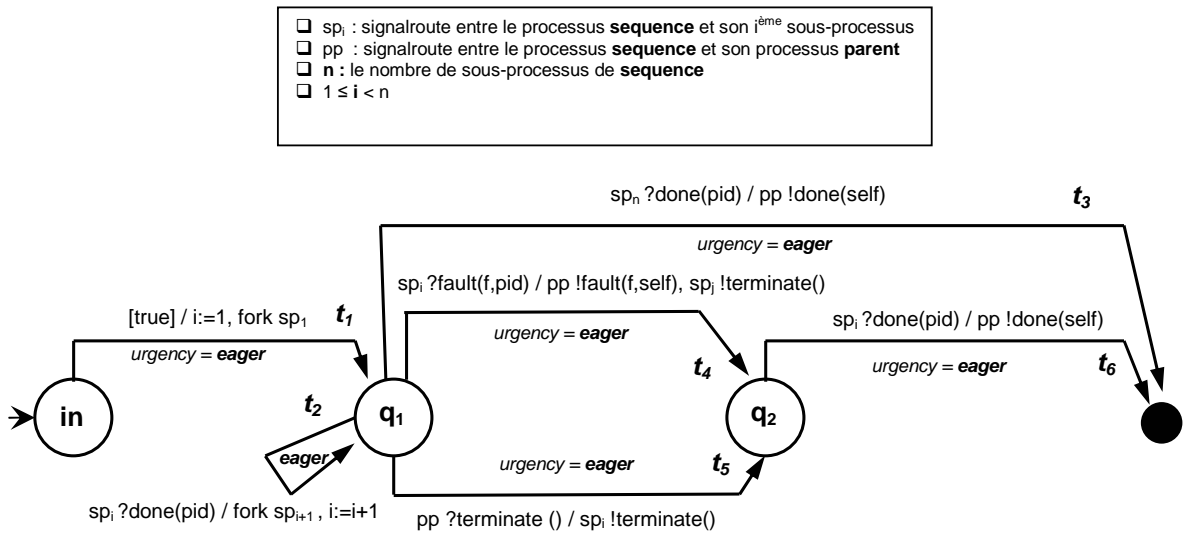 ❑ spᵢ : signalroute entre le processus sequence et son iᵉ̀ᵐᵉ sous-processus
❑ pp : signalroute entre le processus sequence et son processus parent
❑ n : le nombre de sous-processus de sequence
❑ 1 ≤ i < n
spₙ ?done(pid) / pp !done(self)
t₃
urgency = eager
spᵢ ?fault(f,pid) / pp !fault(f,self), spⱼ !terminate()
[true] / i:=1, fork sp₁
t₁
urgency = eager
urgency = eager
spᵢ ?done(pid) / pp !done(self)
urgency = eager
t₄
t₆
in
t₂
q₁
q₂
eager
urgency = eager
t₅
spᵢ ?done(pid) / fork spᵢ₊₁ , i:=i+1
pp ?terminate () / spᵢ !terminate()